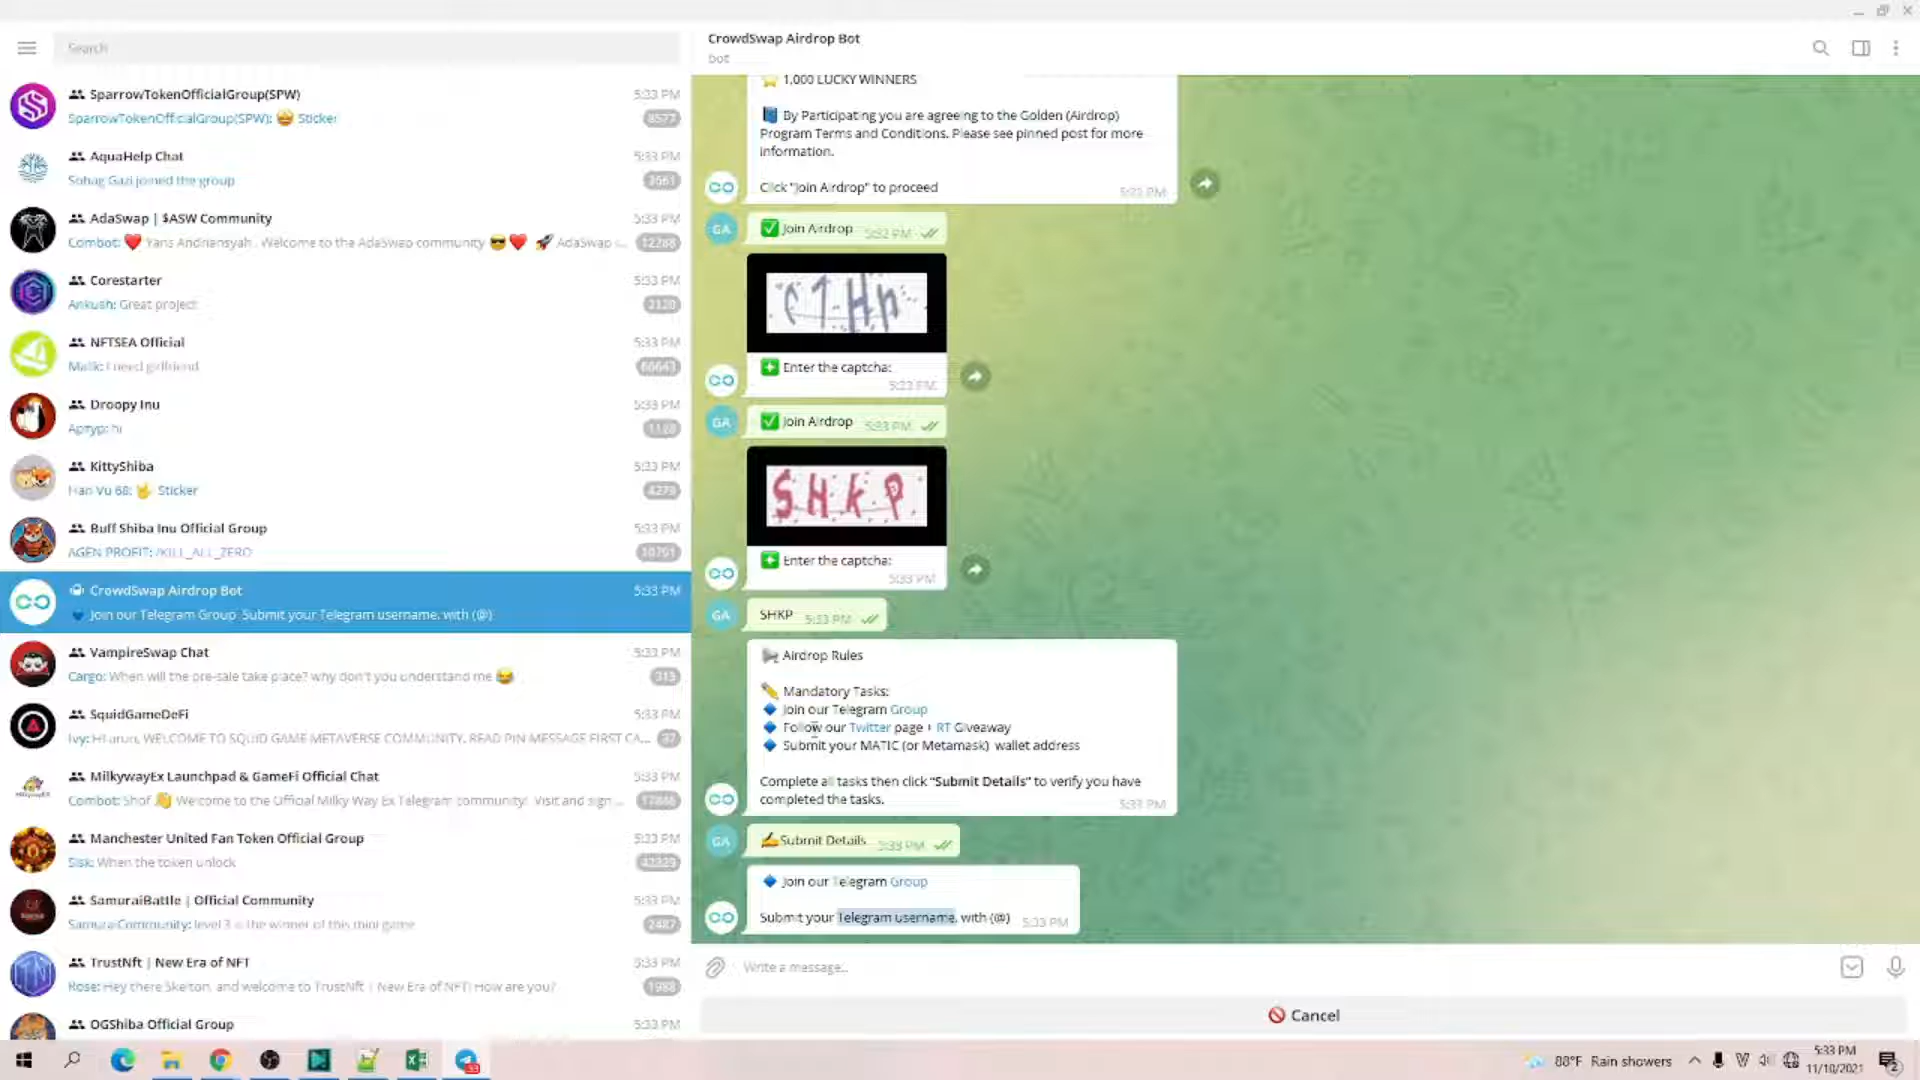 Search
SparrowTokenOfficialGroup(SPW)
5:33 PM
SparrowTokenOfficialGroup(SPW): 🤩 Sticker
8577
AquaHelp Chat
5:33 PM
Sohag Gazi joined the group
3561
AdaSwap | $ASW Community
5:33 PM
Combot: ❤️ Yans Andriansyah , Welcome to the AdaSwap community 😎❤️ 🚀 AdaSwap
12288
Corestarter
5:33 PM
Ankush: Great project
2120
NFTSEA Official
5:33 PM
Malik: I need girlfriend
66643
Droopy Inu
5:33 PM
Артур: hi
1128
KittyShiba
5:33 PM
Han Vu 68: 🤟 Sticker
4279
Buff Shiba Inu Official Group
5:33 PM
AGEN PROFIT: /KILL_ALL_ZERO
10791
CrowdSwap Airdrop Bot
5:33 PM
Join our Telegram Group Submit your Telegram username. with (@)
VampireSwap Chat
5:33 PM
Cargo: When will the pre-sale take place? why don't you understand me 😂
315
SquidGameDeFi
5:33 PM
Ivy: HI arun, WELCOME TO SQUID GAME METAVERSE COMMUNITY. READ PIN MESSAGE FIRST CA...
37
MilkywayEx Launchpad & GameFi Official Chat
5:33 PM
Combot: Shof 👋 Welcome to the Official Milky Way Ex Telegram community! Visit and sign ...
Manchester United Fan Token Official Group
5:33 PM
Sisk: When the token unlock
42329
SamuraiBattle | Official Community
5:33 PM
Samurai Community: level 3 is the winner of this mini game
2487
TrustNft | New Era of NFT
5:33 PM
Rose: Hey there Skelton, and welcome to TrustNft | New Era of NFT! How are you?
1988
OGShiba Official Group
5:33 PM
CrowdSwap Airdrop Bot
bot
⭐ 1,000 LUCKY WINNERS
📘 By Participating you are agreeing to the Golden (Airdrop)
Program Terms and Conditions. Please see pinned post for more
information.
Click "Join Airdrop" to proceed
GA
✅ Join Airdrop
Enter the captcha:
GA
✅ Join Airdrop
5:33 PM
SHKP
Enter the captcha:
5:33 PM
GA
SHKP
5:33 PM
Airdrop Rules
✏️ Mandatory Tasks:
🔹 Join our Telegram Group
🔹 Follow our Twitter page + RT Giveaway
🔹 Submit your MATIC (or Metamask) wallet address
Complete all tasks then click "Submit Details" to verify you have
completed the tasks.
5:33 PM
GA
✍️Submit Details
5:33 PM
🔹 Join our Telegram Group
Submit your Telegram username. with (@)
5:33 PM
Write a message...
🚫 Cancel
88°F Rain showers
5:33 PM
11/10/2021
2